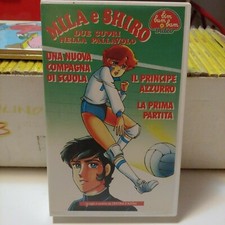 MILA e SHIRO
DUE CUORI
NELLA PALLAVOLO
UNA NUOVA
COMPAGNA
DI SCUOLA
IL PRINCIPE
AZZURRO
LA PRIMA
PARTITA